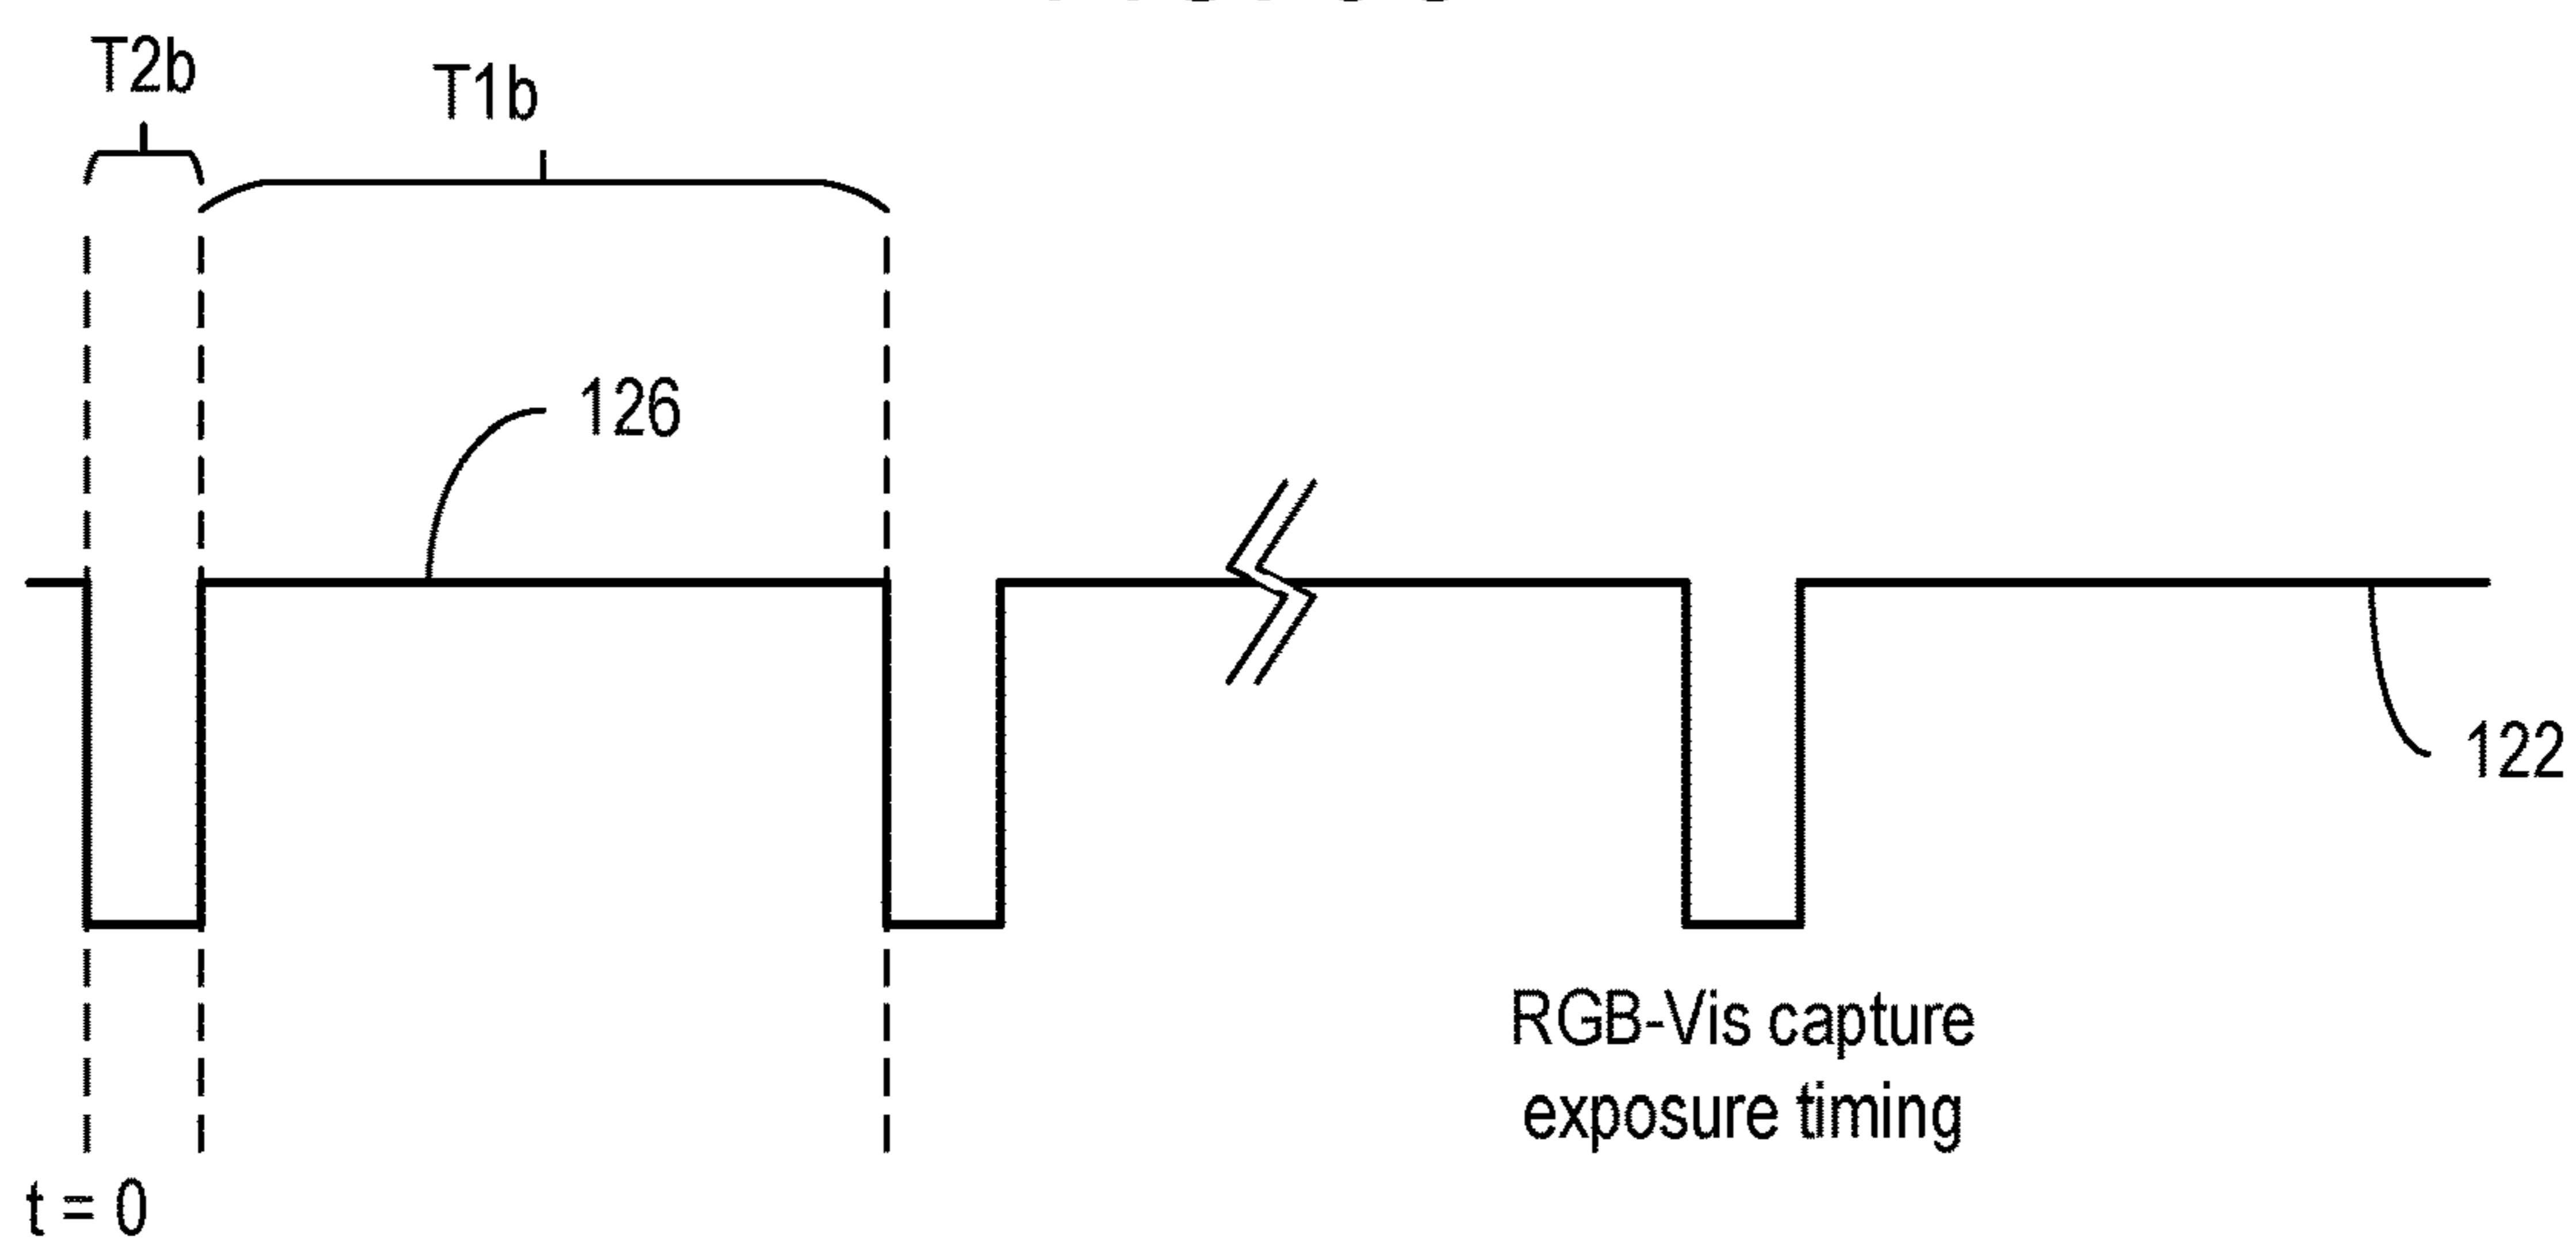 T2b
T1b
126
122
RGB-Vis capture
exposure timing
t = 0